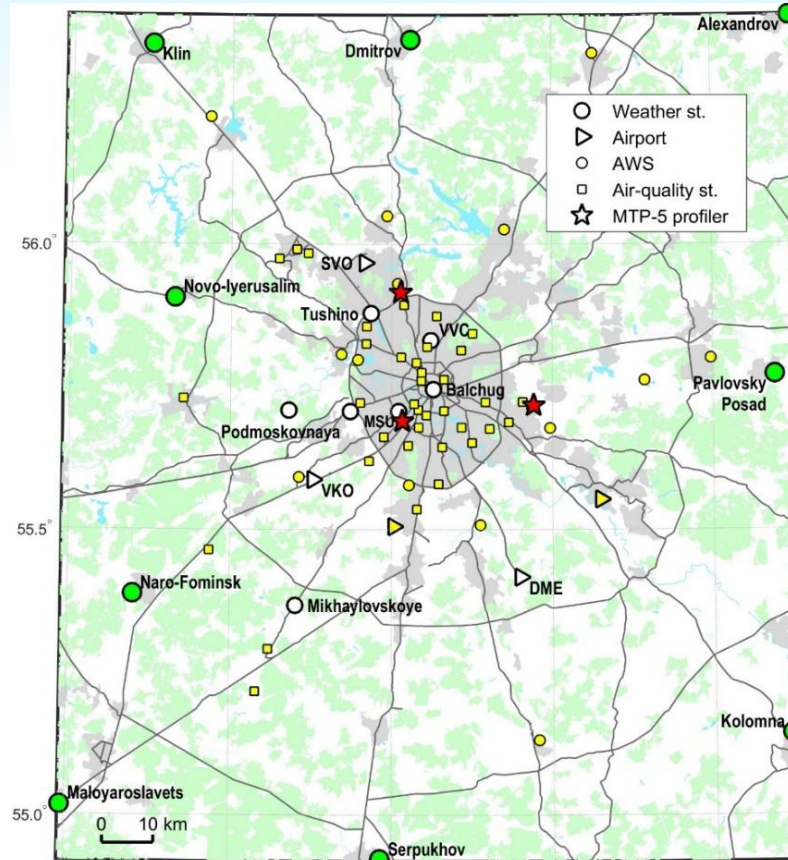 Alexandrov
Klin
Dmitrov
Weather st.
Airport
AWS
Air-quality st.
MTP-5 profiler
56.0°
SVO
Novo-Iyerusalim
Tushino
VVC
Pavlovsky
Posad
Balchug
MSU
Podmoskovnaya
VKO
55.5°
DME
Naro-Fominsk
Mikhaylovskoye
Kolomna
Maloyaroslavets
55.0°
0 10 km
Serpukhov